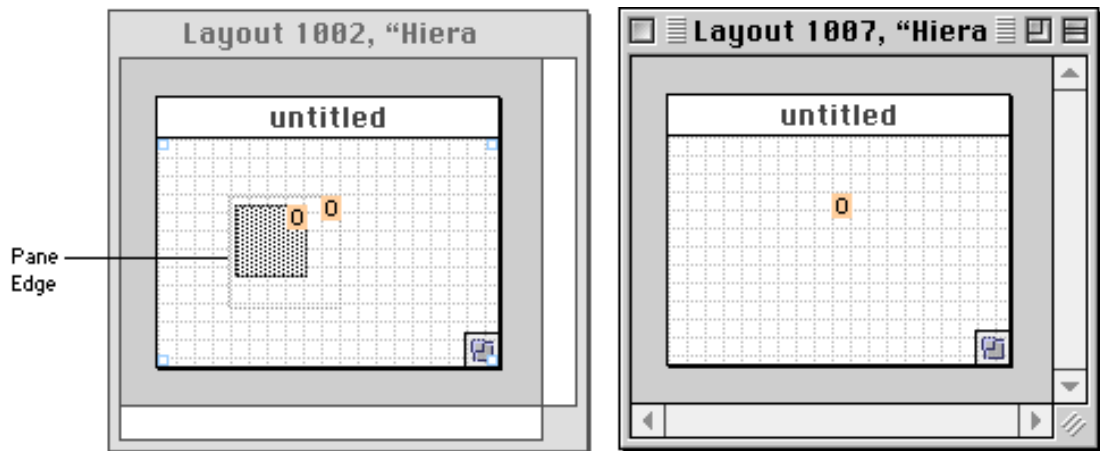 Layout 1002, “Hiera
untitled
0
0
Pane
Edge
Layout 1007, “Hiera
untitled
0